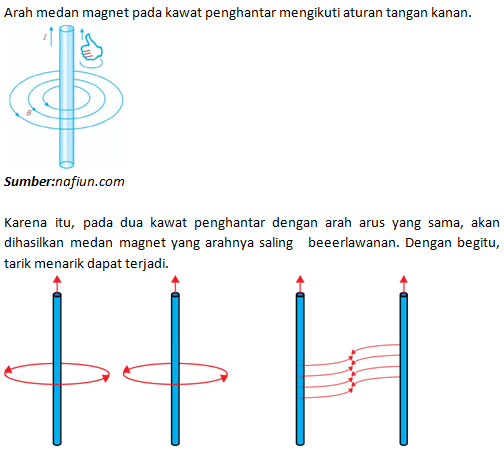 Arah medan magnet pada kawat penghantar mengikuti aturan tangan kanan.
I
B
Sumber:nafiun.com
Karena itu, pada dua kawat penghantar dengan arah arus yang sama, akan
dihasilkan medan magnet yang arahnya saling beeerlawanan. Dengan begitu,
tarik menarik dapat terjadi.